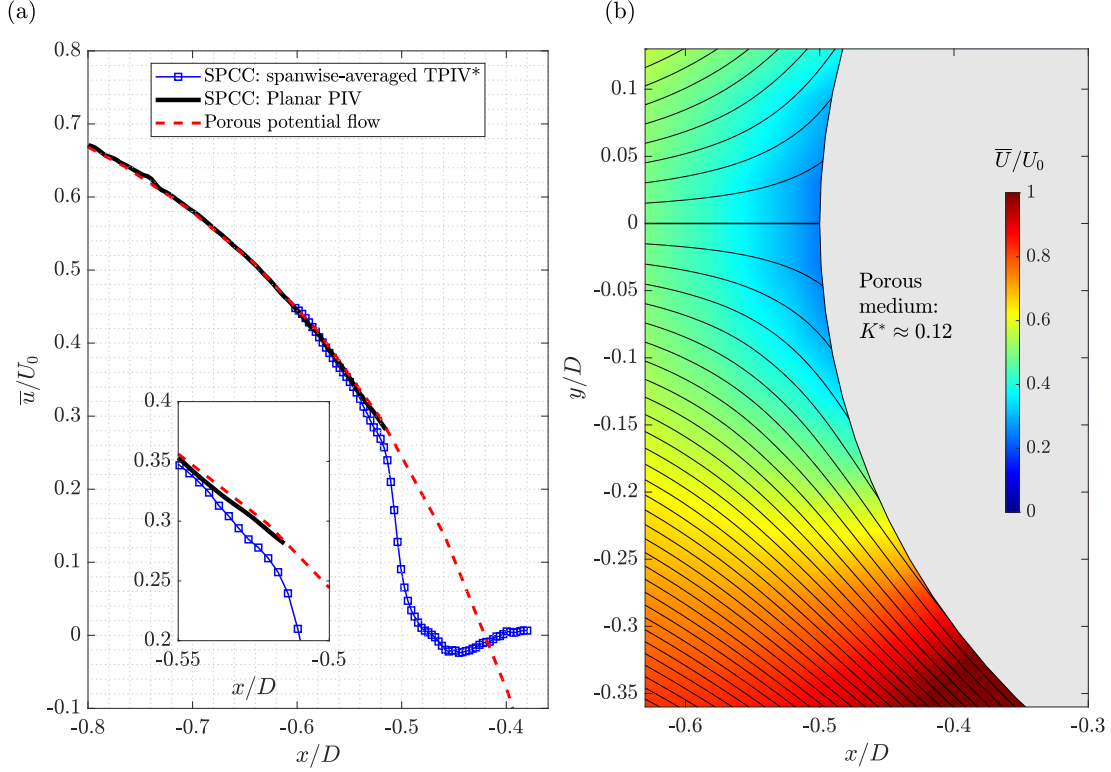 (a)
0.8
0.7
0.6
0.5
0.4
0.3
0.2
0.1
0
-0.1
u̅/U₀
SPCC: spanwise-averaged TPIV*
SPCC: Planar PIV
Porous potential flow
0.4
0.35
0.3
0.25
0.2
-0.55 -0.5
x/D
-0.8 -0.7 -0.6 -0.5 -0.4
x/D
(b)
0.1
0.05
0
-0.05
-0.1
-0.15
-0.2
-0.25
-0.3
-0.35
y/D
U̅/U₀
1
0.8
0.6
0.4
0.2
0
Porous
medium:
K* ≈ 0.12
-0.6 -0.5 -0.4 -0.3
x/D